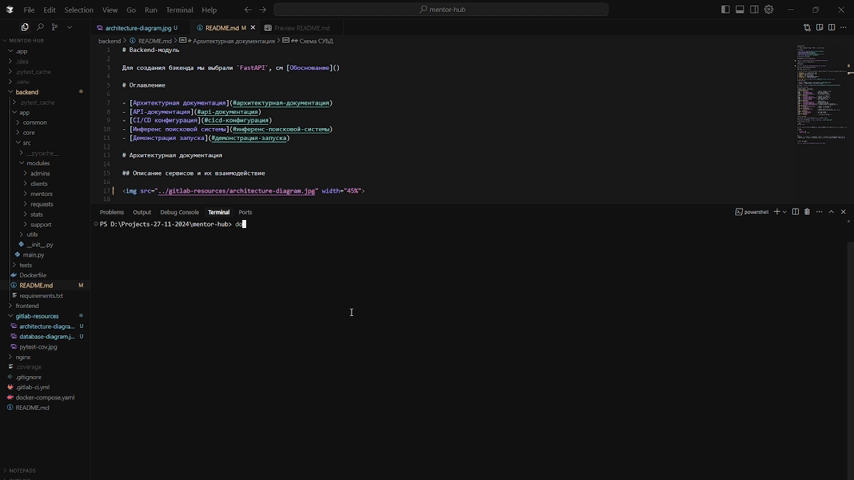 File Edit Selection View Go Run Terminal Help
mentor-hub
architecture-diagram.jpg U
README.md M
Preview README.md
MENTOR-HUB
backend > README.md > # Архитектурная документация > ## Схема СУБД
.app
.idea
.pytest_cache
.venv
backend
.pytest_cache
app
common
core
src
__pycache__
modules
admins
clients
mentors
requests
stats
support
utils
__init__.py
main.py
tests
Dockerfile
README.md M
requirements.txt
frontend
gitlab-resources
architecture-diagra... U
database-diagram.j... U
pytest-cov.jpg
nginx
.coverage
.gitignore
.gitlab-ci.yml
docker-compose.yaml
README.md
NOTEPADS
1 # Backend-модуль
2
3 Для создания бэкенда мы выбрали `FastAPI`, см [Обоснование]()
4
5 # Оглавление
6
7 - [Архитектурная документация](#архитектурная-документация)
8 - [API-документация](#api-документация)
9 - [CI/CD конфигурация](#cicd-конфигурация)
10 - [Инференс поисковой системы](#инференс-поисковой-системы)
11 - [Демонстрация запуска](#демонстрация-запуска)
12
13 # Архитектурная документация
14
15 ## Описание сервисов и их взаимодействие
16
17 <img src="../gitlab-resources/architecture-diagram.jpg" width="45%">
18
Problems Output Debug Console Terminal Ports
powershell
PS D:\Projects-27-11-2024\mentor-hub> do